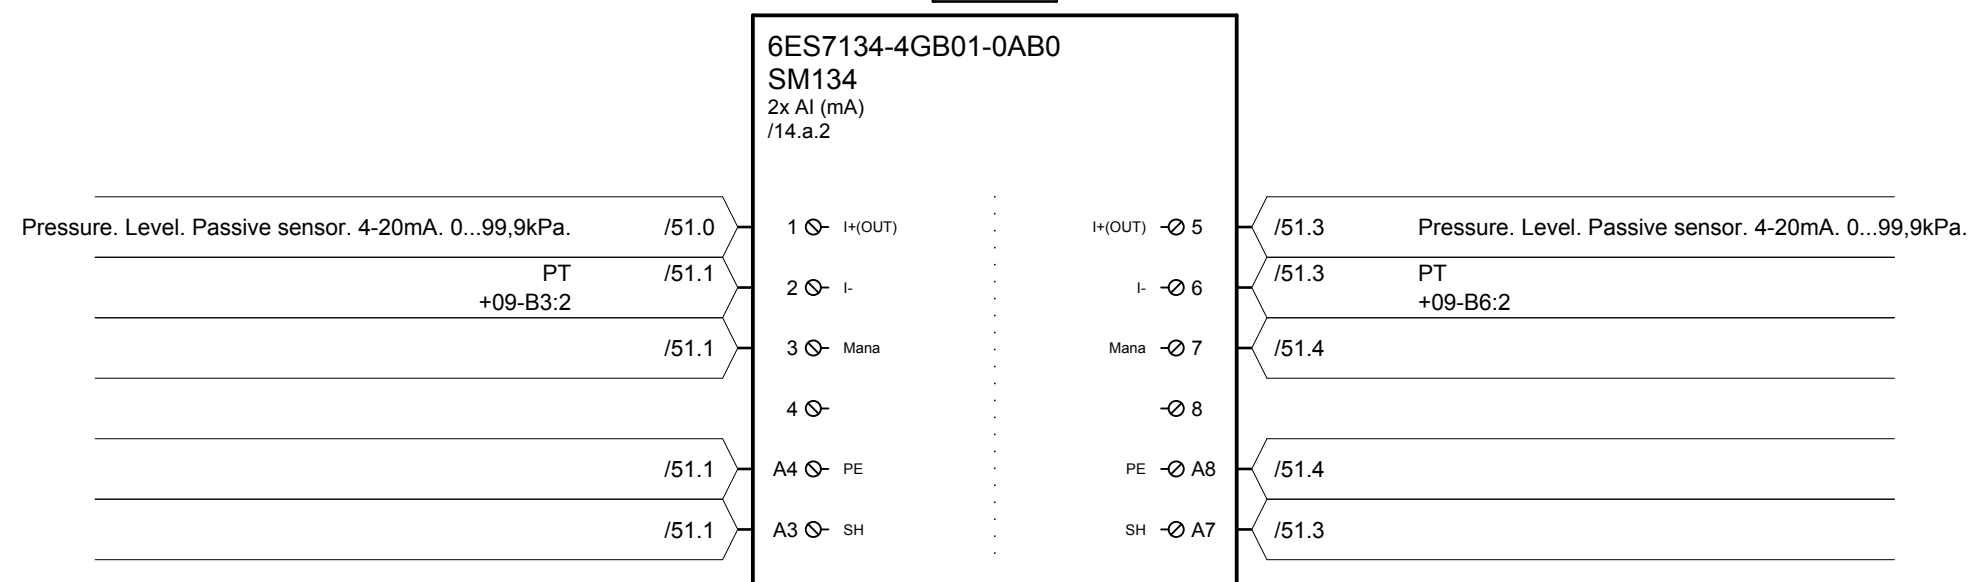 6ES7134-4GB01-0AB0
SM134
2x AI (mA)
/14.a.2
Pressure. Level. Passive sensor. 4-20mA. 0...99,9kPa. /51.0 1 I+(OUT) I+(OUT) 5 /51.3 Pressure. Level. Passive sensor. 4-20mA. 0...99,9kPa.
PT /51.1 /51.3 PT
2 I- I- 6
+09-B3:2 +09-B6:2
/51.1 3 Mana Mana 7 /51.4
4 8
/51.1 A4 PE PE A8 /51.4
/51.1 A3 SH SH A7 /51.3